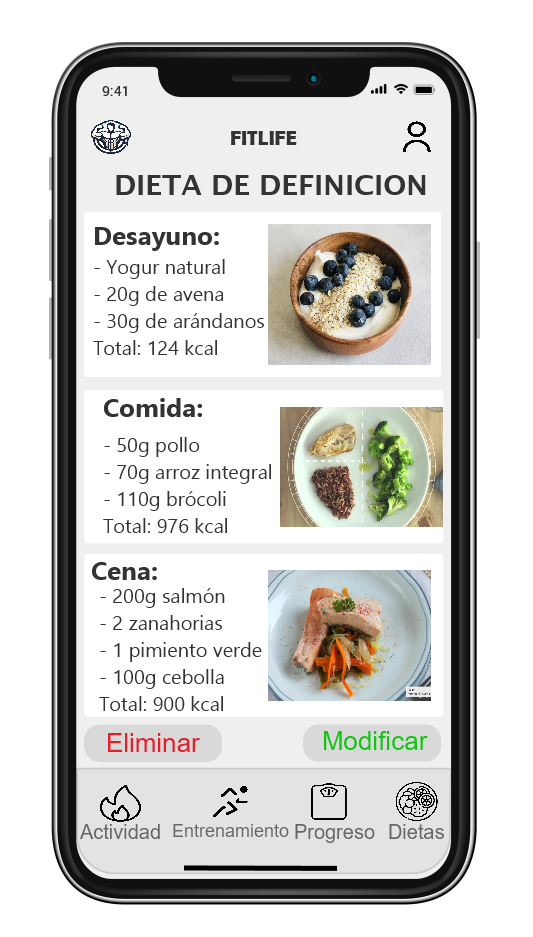 9:41
FITLIFE
DIETA DE DEFINICION
Desayuno:
- Yogur natural
- 20g de avena
- 30g de arándanos
Total: 124 kcal
Comida:
- 50g pollo
- 70g arroz integral
- 110g brócoli
Total: 976 kcal
Cena:
- 200g salmón
- 2 zanahorias
- 1 pimiento verde
- 100g cebolla
Total: 900 kcal
Eliminar
Modificar
Actividad
Entrenamiento
Progreso
Dietas